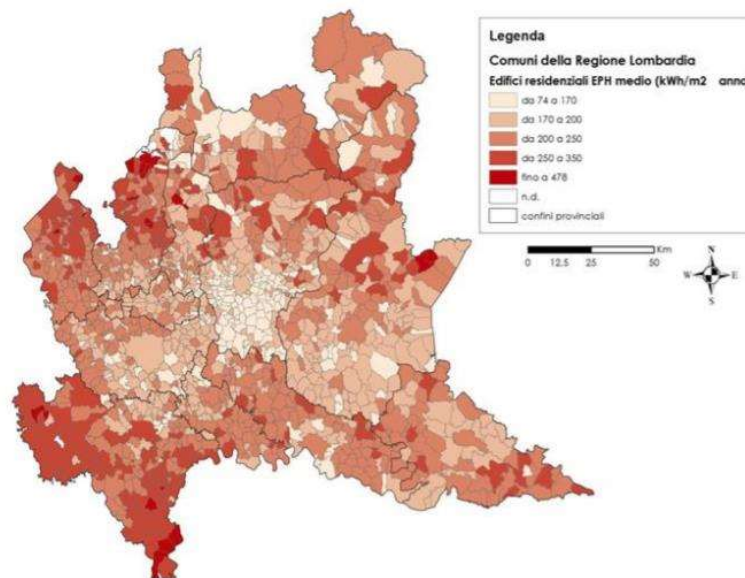 Legenda
Comuni della Regione Lombardia
Edifici residenziali EPH medio (kWh/m2 anno
da 74 a 170
da 170 a 200
da 200 a 250
da 250 a 350
fino a 478
n.d.
confini provinciali
Km
0 12.5 25 50
N
W E
S